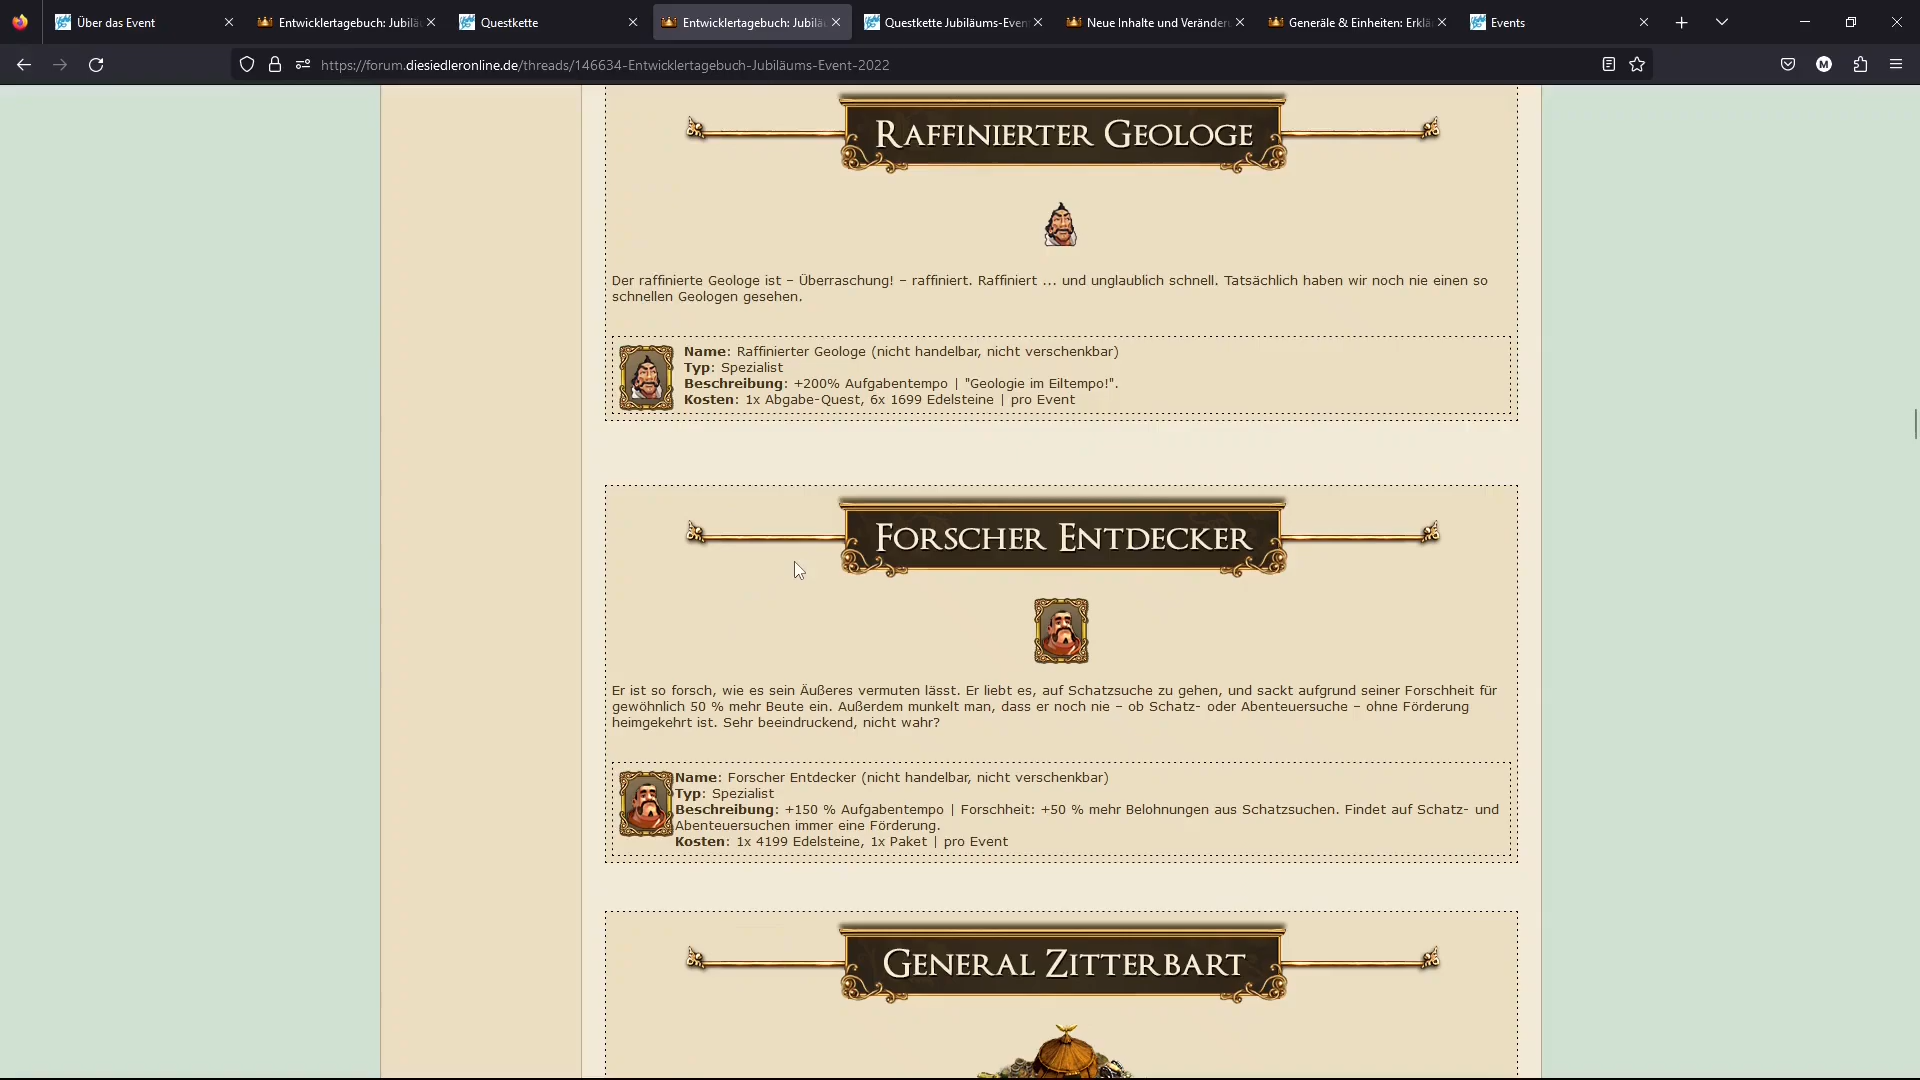 Über das Event
Entwicklertagebuch: Jubilä
Questkette
Entwicklertagebuch: Jubilä
Questkette Jubiläums-Even
Neue Inhalte und Veränder
Generäle & Einheiten: Erklä
Events
https://forum.diesiedleronline.de/threads/146634-Entwicklertagebuch-Jubiläums-Event-2022
M
Raffinierter Geologe
Der raffinierte Geologe ist – Überraschung! – raffiniert. Raffiniert ... und unglaublich schnell. Tatsächlich haben wir noch nie einen so
schnellen Geologen gesehen.
Name: Raffinierter Geologe (nicht handelbar, nicht verschenkbar)
Typ: Spezialist
Beschreibung: +200% Aufgabentempo | "Geologie im Eiltempo!".
Kosten: 1x Abgabe-Quest, 6x 1699 Edelsteine | pro Event
Forscher Entdecker
Er ist so forsch, wie es sein Äußeres vermuten lässt. Er liebt es, auf Schatzsuche zu gehen, und sackt aufgrund seiner Forschheit für
gewöhnlich 50 % mehr Beute ein. Außerdem munkelt man, dass er noch nie – ob Schatz- oder Abenteuersuche – ohne Förderung
heimgekehrt ist. Sehr beeindruckend, nicht wahr?
Name: Forscher Entdecker (nicht handelbar, nicht verschenkbar)
Typ: Spezialist
Beschreibung: +150 % Aufgabentempo | Forschheit: +50 % mehr Belohnungen aus Schatzsuchen. Findet auf Schatz- und
Abenteuersuchen immer eine Förderung.
Kosten: 1x 4199 Edelsteine, 1x Paket | pro Event
General Zitterbart